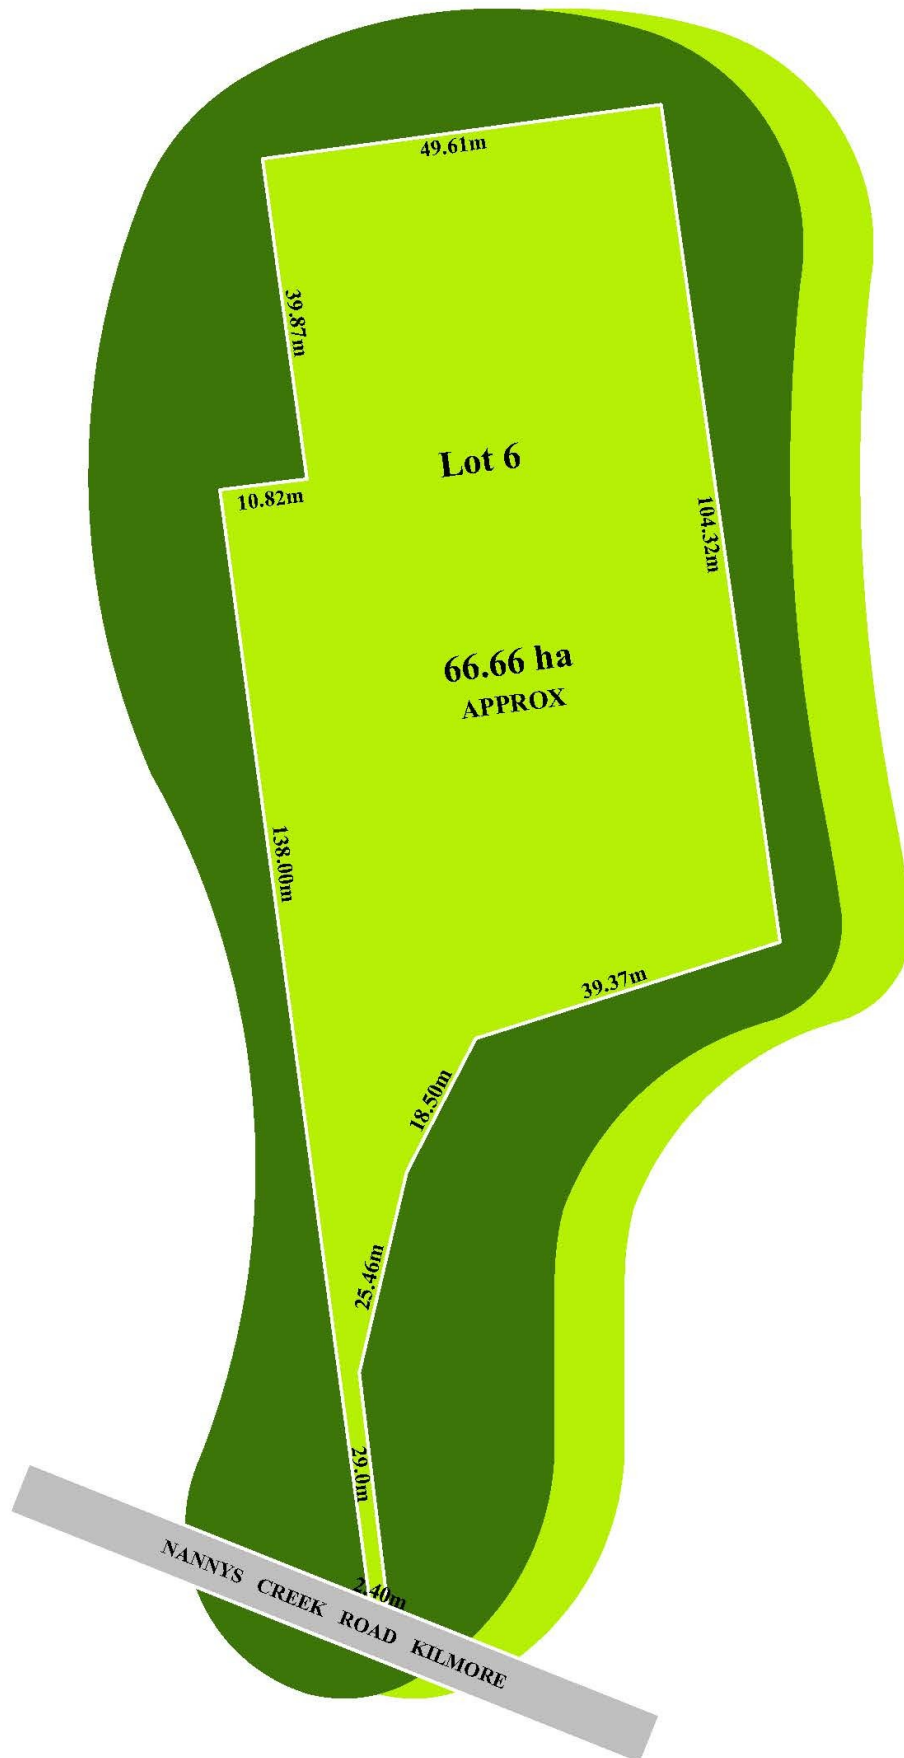 49.61m
39.87m
Lot 6
10.82m
104.32m
66.66 ha
APPROX
138.00m
39.37m
18.50m
25.46m
29.0m
2.40m
NANNYS CREEK ROAD KILMORE